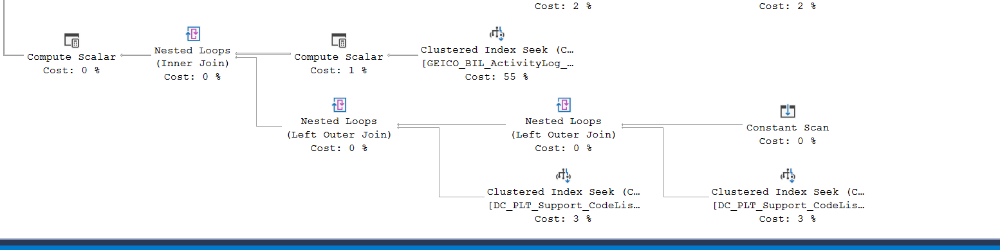 Cost: 2 %
Cost: 2 %
Compute Scalar
Cost: 0 %
Nested Loops
(Inner Join)
Cost: 0 %
Compute Scalar
Cost: 1 %
Clustered Index Seek (C…
[GEICO_BIL_ActivityLog_…
Cost: 55 %
Nested Loops
(Left Outer Join)
Cost: 0 %
Nested Loops
(Left Outer Join)
Cost: 0 %
Constant Scan
Cost: 0 %
Clustered Index Seek (C…
[DC_PLT_Support_CodeLis…
Cost: 3 %
Clustered Index Seek (C…
[DC_PLT_Support_CodeLis…
Cost: 3 %